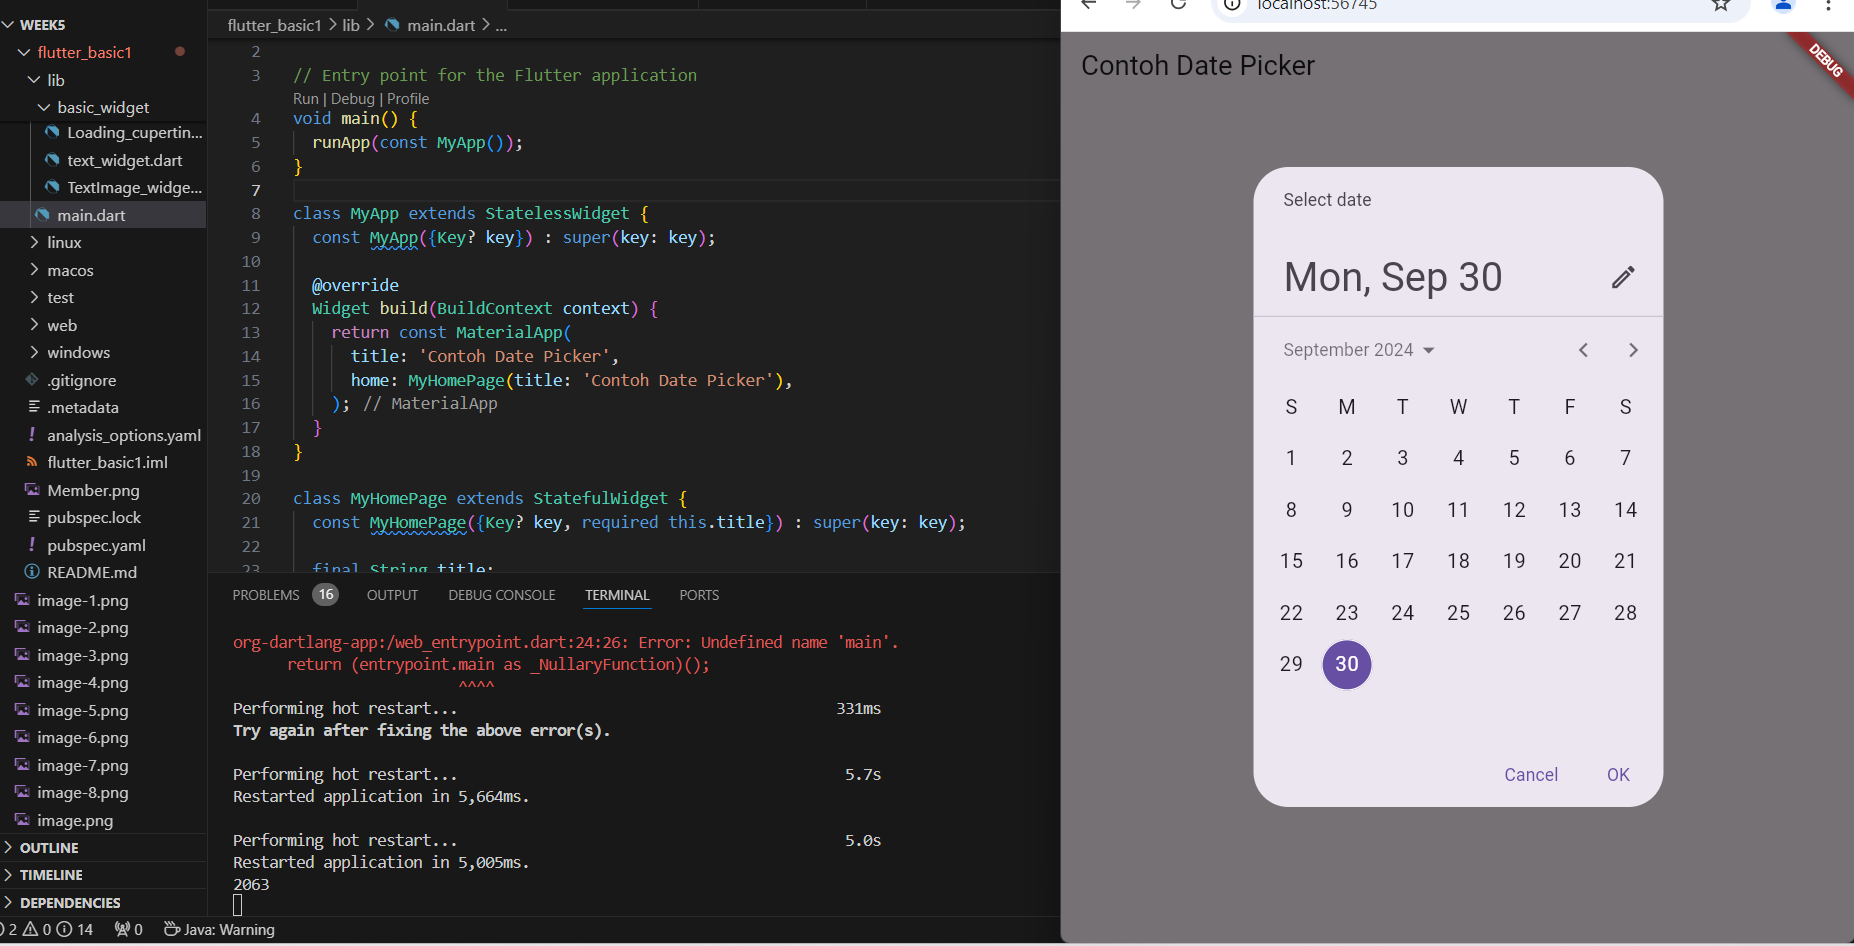 WEEK5
flutter_basic1
lib
basic_widget
Loading_cupertin...
text_widget.dart
TextImage_widge...
main.dart
linux
macos
test
web
windows
.gitignore
.metadata
analysis_options.yaml
flutter_basic1.iml
Member.png
pubspec.lock
pubspec.yaml
README.md
image-1.png
image-2.png
image-3.png
image-4.png
image-5.png
image-6.png
image-7.png
image-8.png
image.png
OUTLINE
TIMELINE
DEPENDENCIES
flutter_basic1 > lib > main.dart > ...
2
3 // Entry point for the Flutter application
Run | Debug | Profile
4 void main() {
5 runApp(const MyApp());
6 }
7
8 class MyApp extends StatelessWidget {
9 const MyApp({Key? key}) : super(key: key);
10
11 @override
12 Widget build(BuildContext context) {
13 return const MaterialApp(
14 title: 'Contoh Date Picker',
15 home: MyHomePage(title: 'Contoh Date Picker'),
16 ); // MaterialApp
17 }
18 }
19
20 class MyHomePage extends StatefulWidget {
21 const MyHomePage({Key? key, required this.title}) : super(key: key);
22
23 final String title;
PROBLEMS 16 OUTPUT DEBUG CONSOLE TERMINAL PORTS
org-dartlang-app:/web_entrypoint.dart:24:26: Error: Undefined name 'main'.
return (entrypoint.main as _NullaryFunction)();
^^^^
Performing hot restart... 331ms
Try again after fixing the above error(s).
Performing hot restart... 5.7s
Restarted application in 5,664ms.
Performing hot restart... 5.0s
Restarted application in 5,005ms.
2063
2 0 14 0 Java: Warning
localhost:56745
Contoh Date Picker
DEBUG
Select date
Mon, Sep 30
September 2024
S M T W T F S
1 2 3 4 5 6 7
8 9 10 11 12 13 14
15 16 17 18 19 20 21
22 23 24 25 26 27 28
29 30
Cancel OK